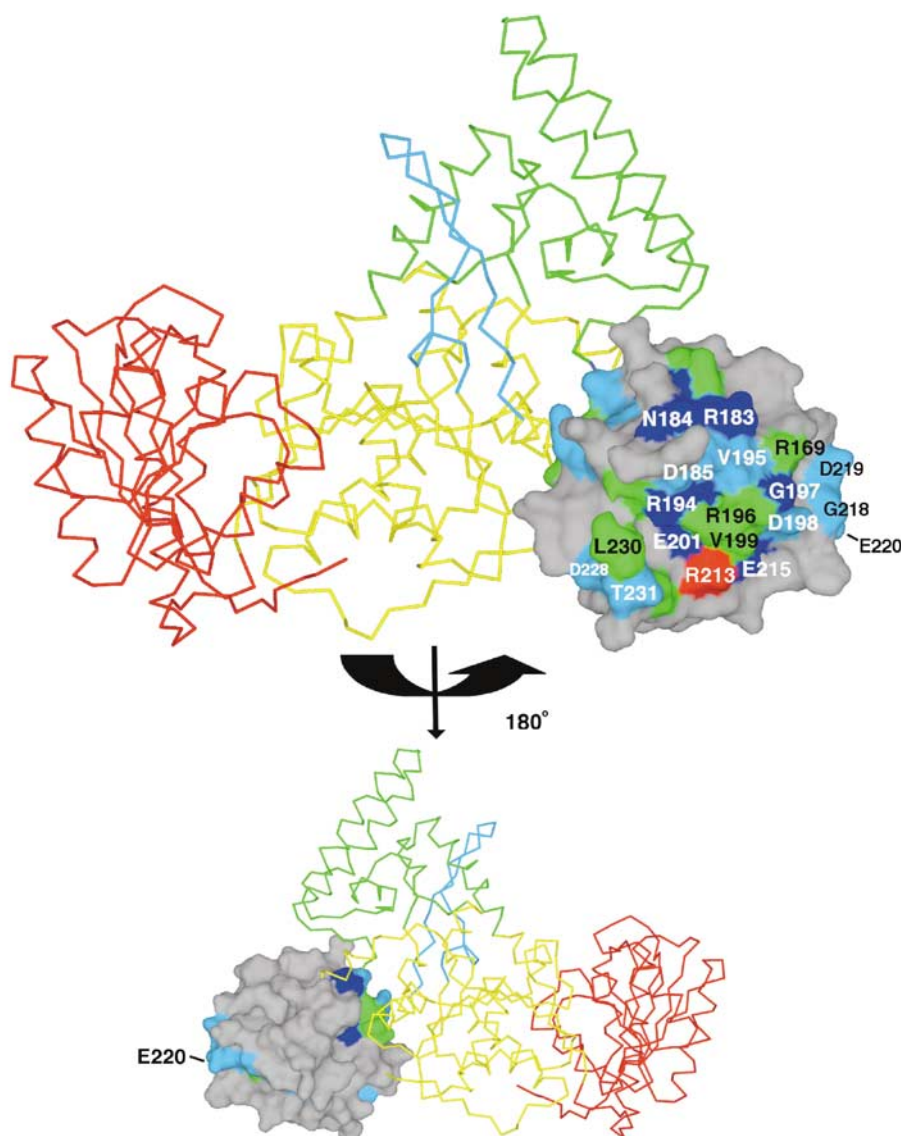 N184 R183
V195 R169
D185 D219
R194 G197
R196 D198 G218
L230 E201 V199 E220
D228 R213 E215
T231
180°
E220